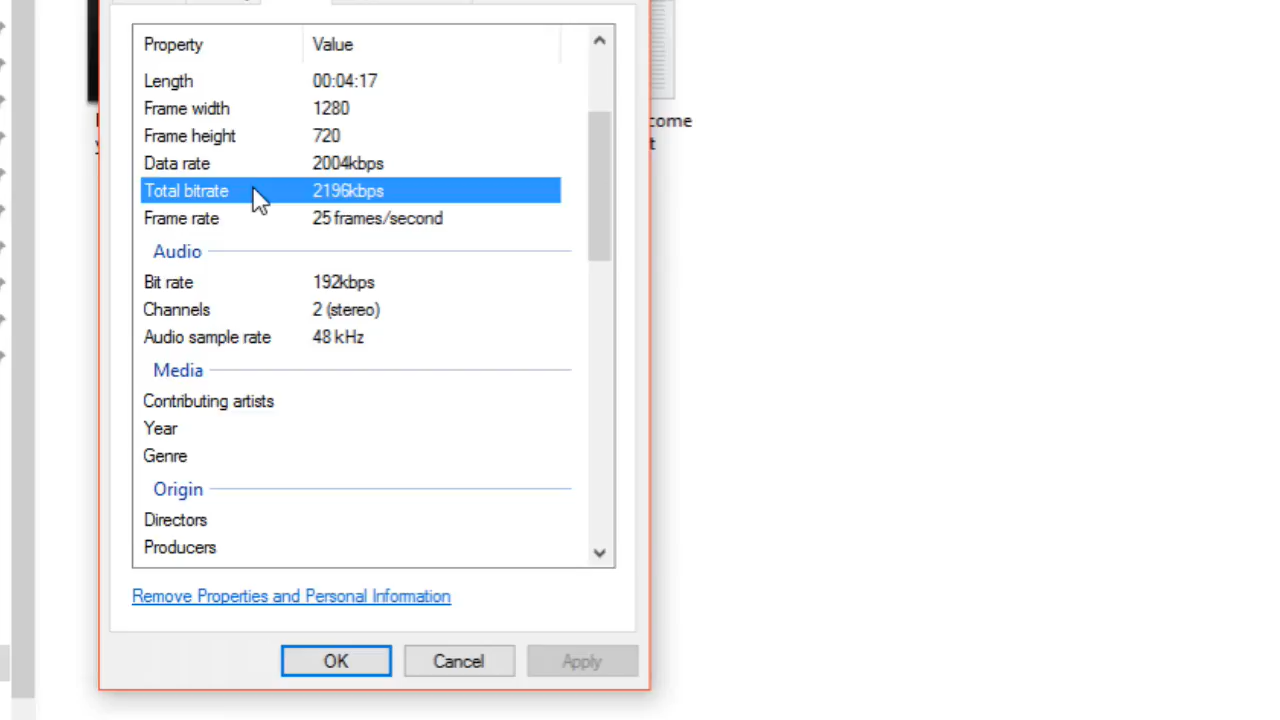 Property Value
Length 00:04:17
Frame width 1280
Frame height 720
Data rate 2004kbps
Total bitrate 2196kbps
Frame rate 25 frames/second
Audio
Bit rate 192kbps
Channels 2 (stereo)
Audio sample rate 48 kHz
Media
Contributing artists
Year
Genre
Origin
Directors
Producers
Remove Properties and Personal Information
OK Cancel Apply
come
t